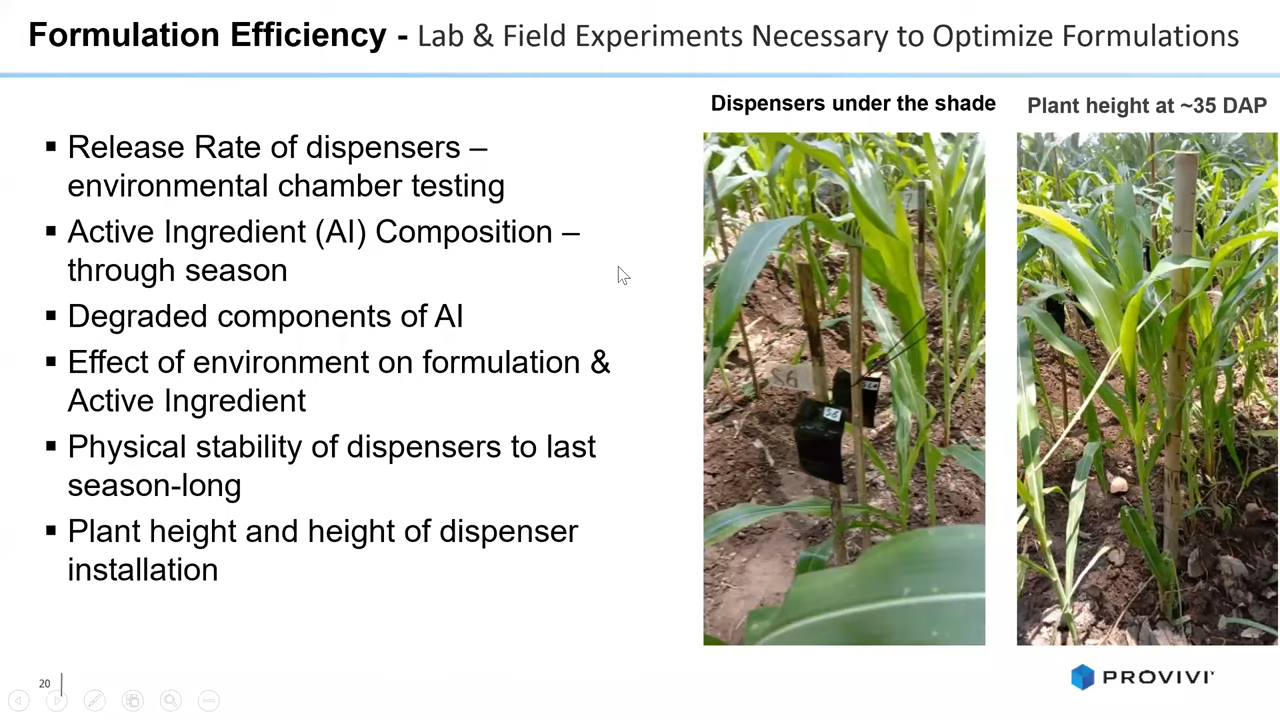 Formulation Efficiency - Lab & Field Experiments Necessary to Optimize Formulations
Dispensers under the shade
Plant height at ~35 DAP
▪ Release Rate of dispensers –
environmental chamber testing
▪ Active Ingredient (AI) Composition –
through season
▪ Degraded components of AI
▪ Effect of environment on formulation &
Active Ingredient
▪ Physical stability of dispensers to last
season-long
▪ Plant height and height of dispenser
installation
S6
20
PROVIVI